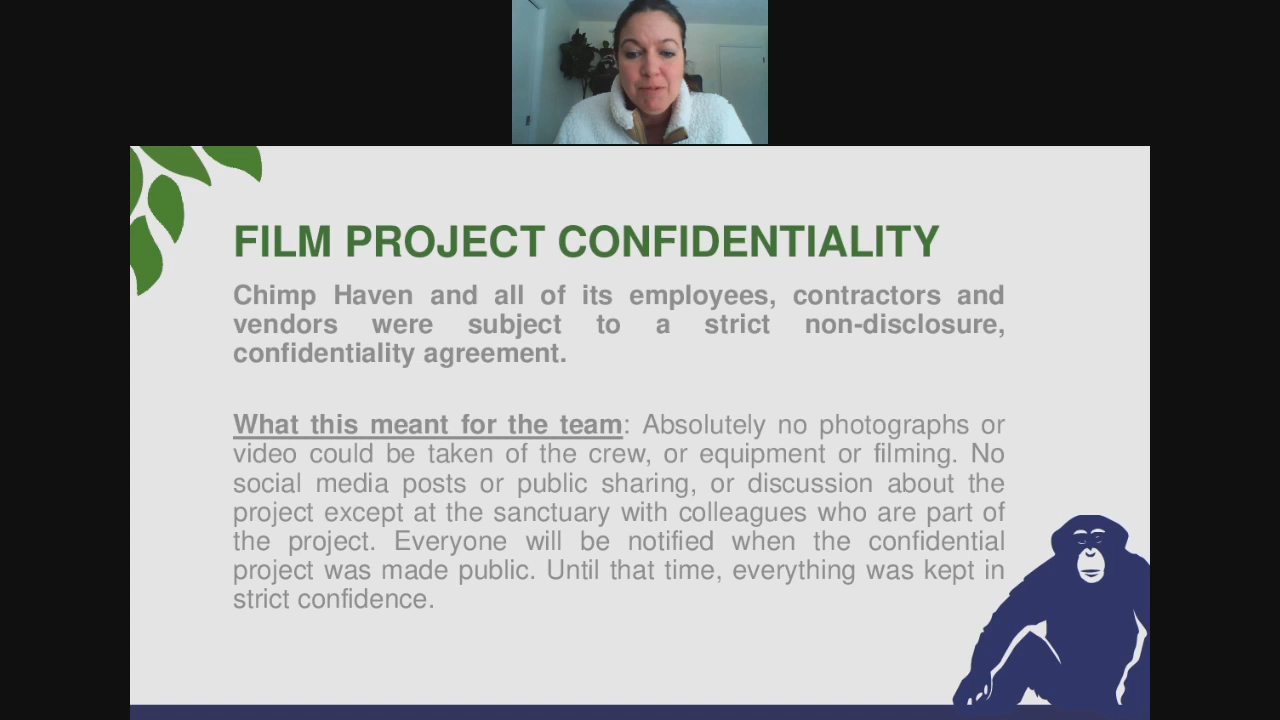 FILM PROJECT CONFIDENTIALITY
Chimp Haven and all of its employees, contractors and
vendors were subject to a strict non-disclosure,
confidentiality agreement.
What this meant for the team: Absolutely no photographs or
video could be taken of the crew, or equipment or filming. No
social media posts or public sharing, or discussion about the
project except at the sanctuary with colleagues who are part of
the project. Everyone will be notified when the confidential
project was made public. Until that time, everything was kept in
strict confidence.